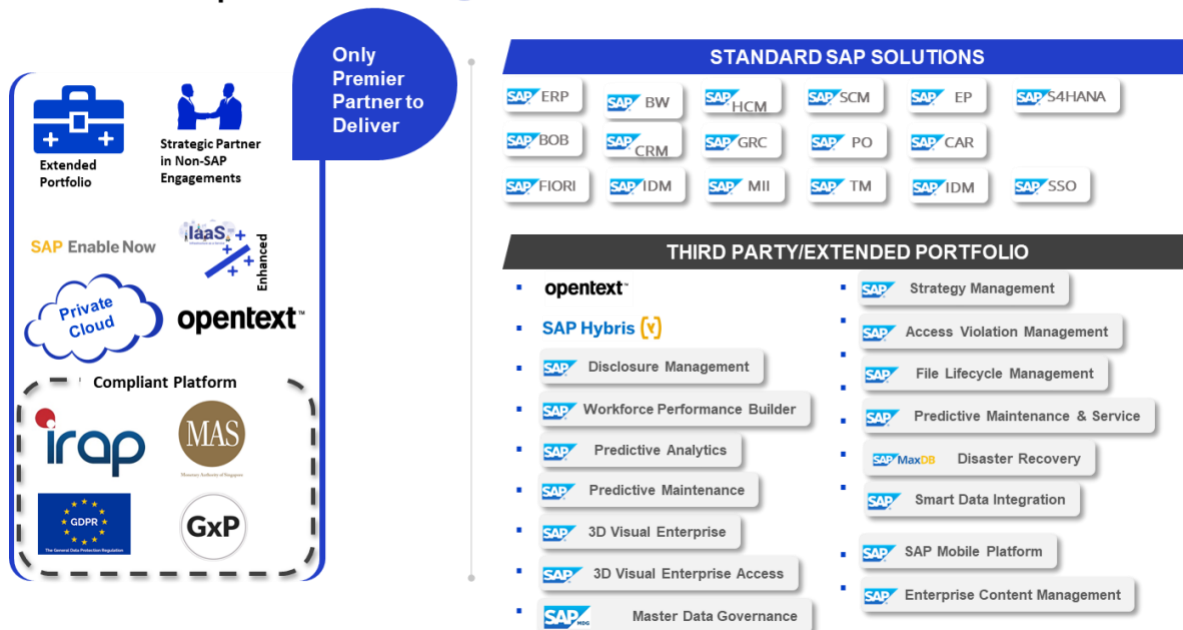 Only
Premier
Partner to
Deliver
Extended
Portfolio
Strategic Partner
in Non-SAP
Engagements
SAP Enable Now
IaaS
Enhanced
Private
Cloud
opentext™
Compliant Platform
irap
MAS
Monetary Authority of Singapore
GDPR
The General Data Protection Regulation
GxP
STANDARD SAP SOLUTIONS
SAP ERP
SAP BW
SAP HCM
SAP SCM
SAP EP
SAP S4HANA
SAP BOB
SAP CRM
SAP GRC
SAP PO
SAP CAR
SAP FIORI
SAP IDM
SAP MII
SAP TM
SAP IDM
SAP SSO
THIRD PARTY/EXTENDED PORTFOLIO
opentext™
SAP Hybris (Y)
SAP Disclosure Management
SAP Workforce Performance Builder
SAP Predictive Analytics
SAP Predictive Maintenance
SAP 3D Visual Enterprise
SAP 3D Visual Enterprise Access
SAP MDG Master Data Governance
SAP Strategy Management
SAP Access Violation Management
SAP File Lifecycle Management
SAP Predictive Maintenance & Service
SAP MaxDB Disaster Recovery
SAP Smart Data Integration
SAP SAP Mobile Platform
SAP Enterprise Content Management